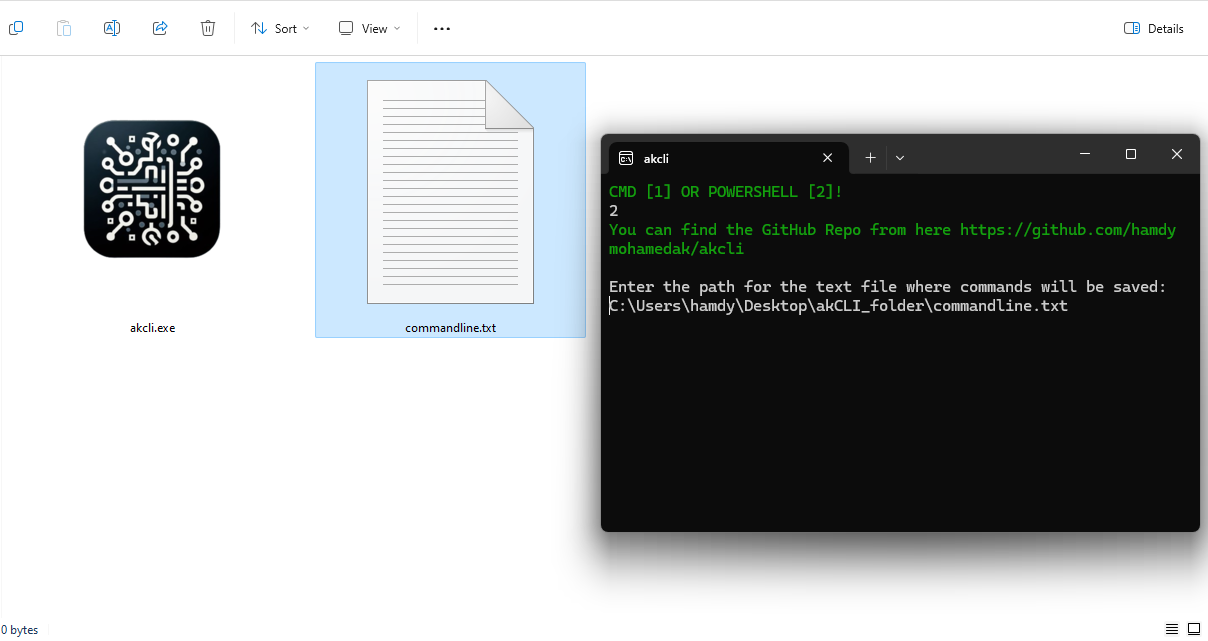 Sort
View
Details
akcli.exe
commandline.txt
akcli
CMD [1] OR POWERSHELL [2]!
2
You can find the GitHub Repo from here https://github.com/hamdy
mohamedak/akcli
Enter the path for the text file where commands will be saved:
C:\Users\hamdy\Desktop\akCLI_folder\commandline.txt
0 bytes